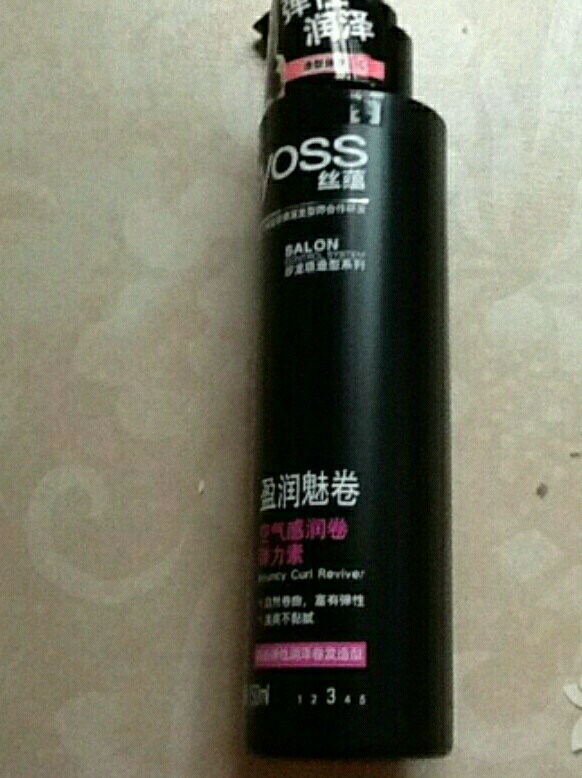 弹性
润泽
yoss
丝蕴
SALON
CONTROL SYSTEM
沙龙级造型系列
盈润魅卷
空气感润卷
弹力素
Bouncy Curl Reviver
自然卷曲，富有弹性
清爽不黏腻
1 2 3 4 5